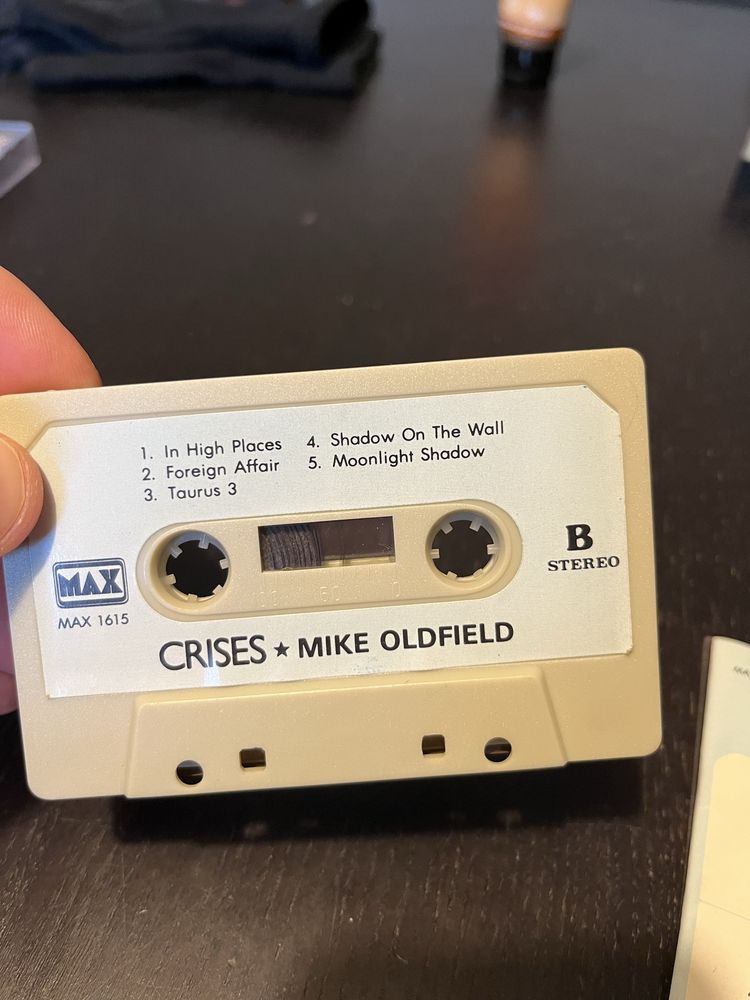 1. In High Places
2. Foreign Affair
3. Taurus 3
4. Shadow On The Wall
5. Moonlight Shadow
MAX
MAX 1615
B
STEREO
CRISES ★ MIKE OLDFIELD